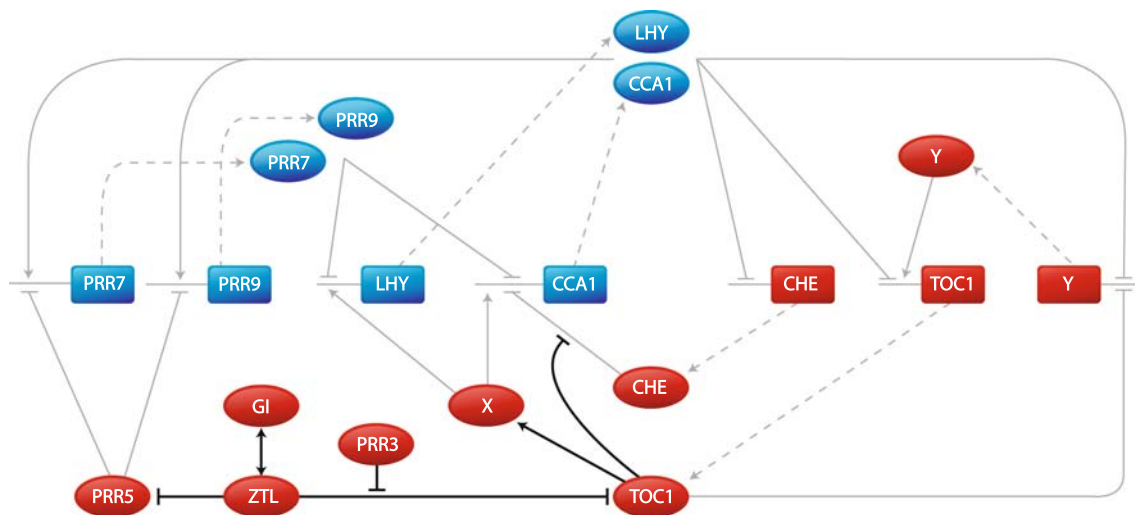 LHY
CCA1
PRR9
PRR7
Y
PRR7
PRR9
LHY
CCA1
CHE
TOC1
Y
CHE
GI
X
PRR3
PRR5
ZTL
TOC1